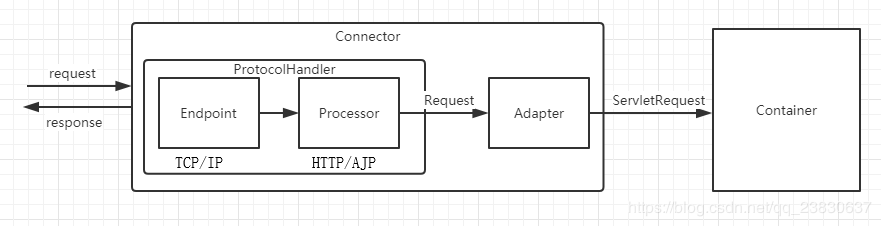 Connector
request
response
ProtocolHandler
Endpoint
Processor
TCP/IP
HTTP/AJP
Request
Adapter
ServletRequest
Container
https://blog.csdn.net/qq_23830637